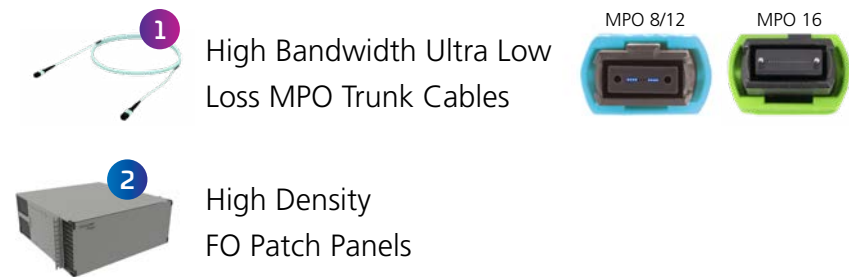 1
High Bandwidth Ultra Low
Loss MPO Trunk Cables
MPO 8/12
MPO 16
2
High Density
FO Patch Panels